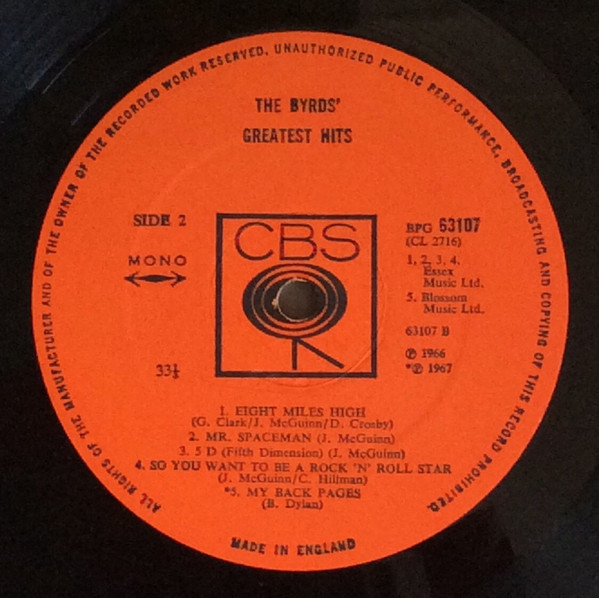 ALL RIGHTS OF THE MANUFACTURER AND OF THE OWNER OF THE RECORDED WORK RESERVED. UNAUTHORIZED PUBLIC PERFORMANCE, BROADCASTING AND COPYING OF THIS RECORD PROHIBITED.
THE BYRDS'
GREATEST HITS
SIDE 2
MONO
33⅓
CBS
BPG 63107
(CL 2716)
1, 2, 3, 4.
Essex
Music Ltd.
5. Blossom
Music Ltd.
63107 B
℗ 1966
*℗ 1967
1. EIGHT MILES HIGH
(G. Clark/J. McGuinn/D. Crosby)
2. MR. SPACEMAN (J. McGuinn)
3. 5 D (Fifth Dimension) (J. McGuinn)
4. SO YOU WANT TO BE A ROCK 'N' ROLL STAR
(J. McGuinn/C. Hillman)
*5. MY BACK PAGES
(B. Dylan)
MADE IN ENGLAND